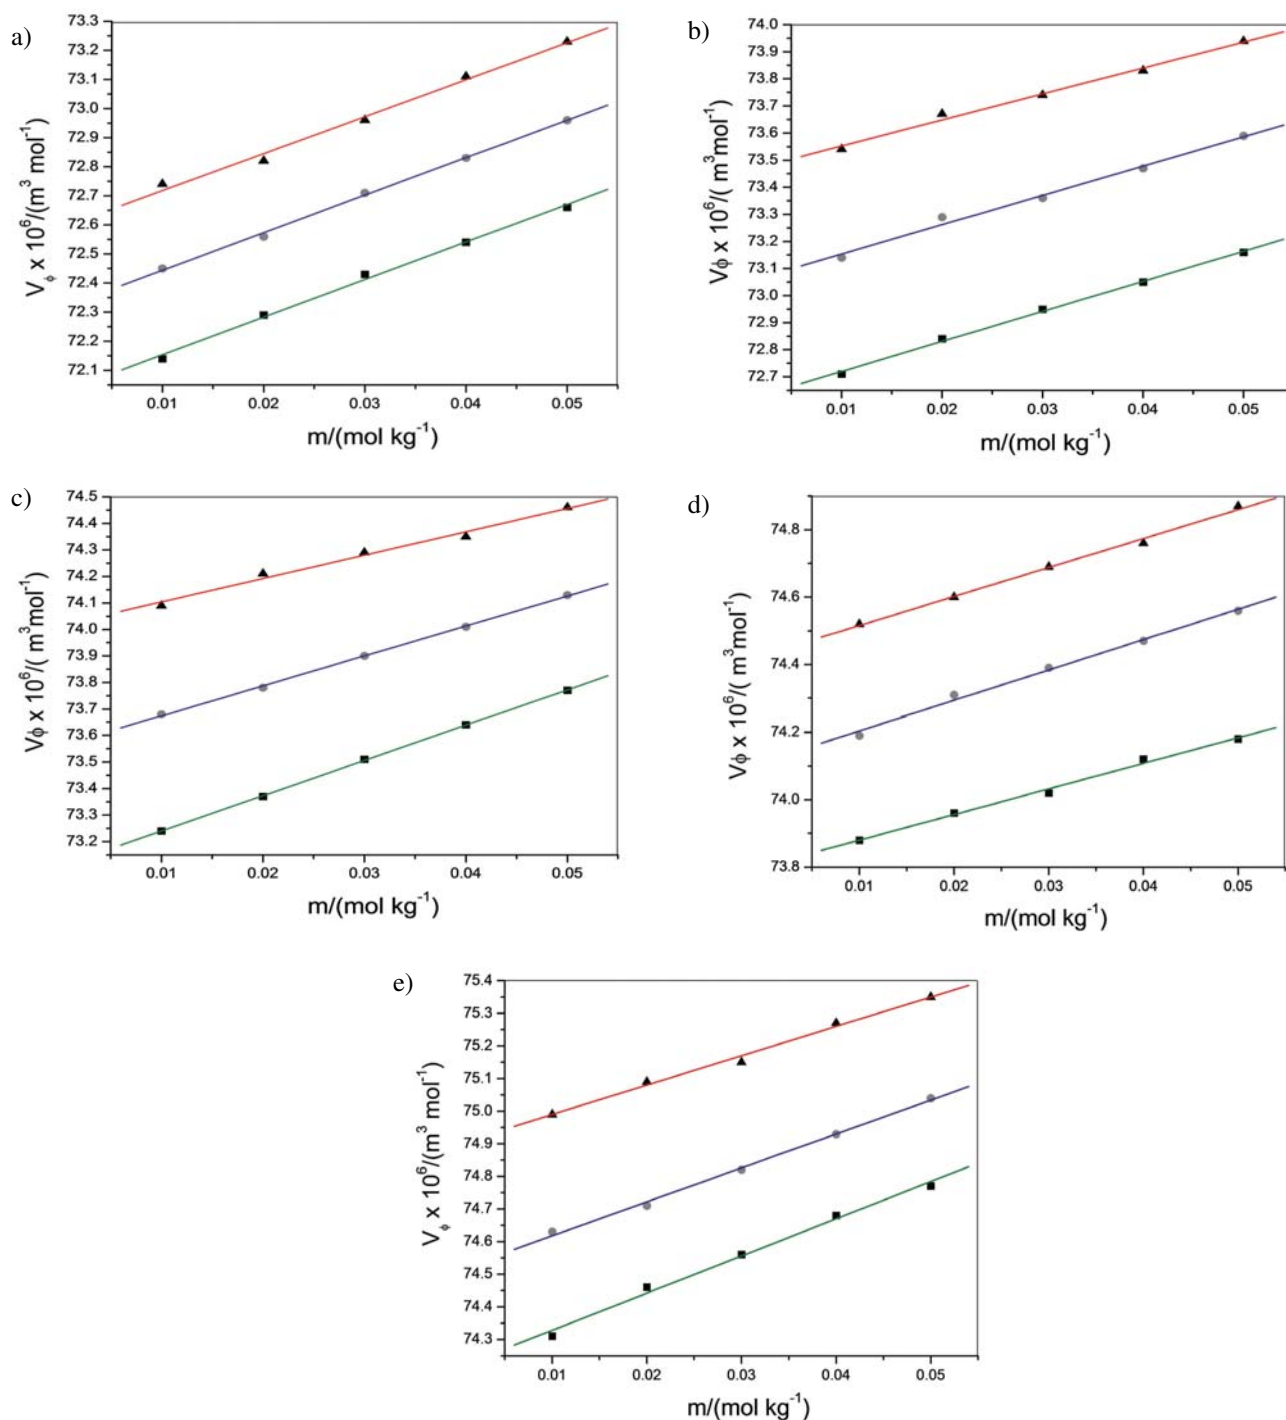 a)
73.3
73.2
73.1
73.0
72.9
72.8
72.7
72.6
72.5
72.4
72.3
72.2
72.1
V_ϕ x 10⁶/(m³ mol⁻¹)
0.01 0.02 0.03 0.04 0.05
m/(mol kg⁻¹)
b)
74.0
73.9
73.8
73.7
73.6
73.5
73.4
73.3
73.2
73.1
73.0
72.9
72.8
72.7
Vϕ x 10⁶/( m³mol⁻¹)
0.01 0.02 0.03 0.04 0.05
m/(mol kg⁻¹)
c)
74.5
74.4
74.3
74.2
74.1
74.0
73.9
73.8
73.7
73.6
73.5
73.4
73.3
73.2
Vϕ x 10⁶/( m³mol⁻¹)
0.01 0.02 0.03 0.04 0.05
m/(mol kg⁻¹)
d)
74.8
74.6
74.4
74.2
74.0
73.8
Vϕ x 10⁶/( m³mol⁻¹)
0.01 0.02 0.03 0.04 0.05
m/(mol kg⁻¹)
e)
75.4
75.3
75.2
75.1
75.0
74.9
74.8
74.7
74.6
74.5
74.4
74.3
V_ϕ x 10⁶/(m³ mol⁻¹)
0.01 0.02 0.03 0.04 0.05
m/(mol kg⁻¹)